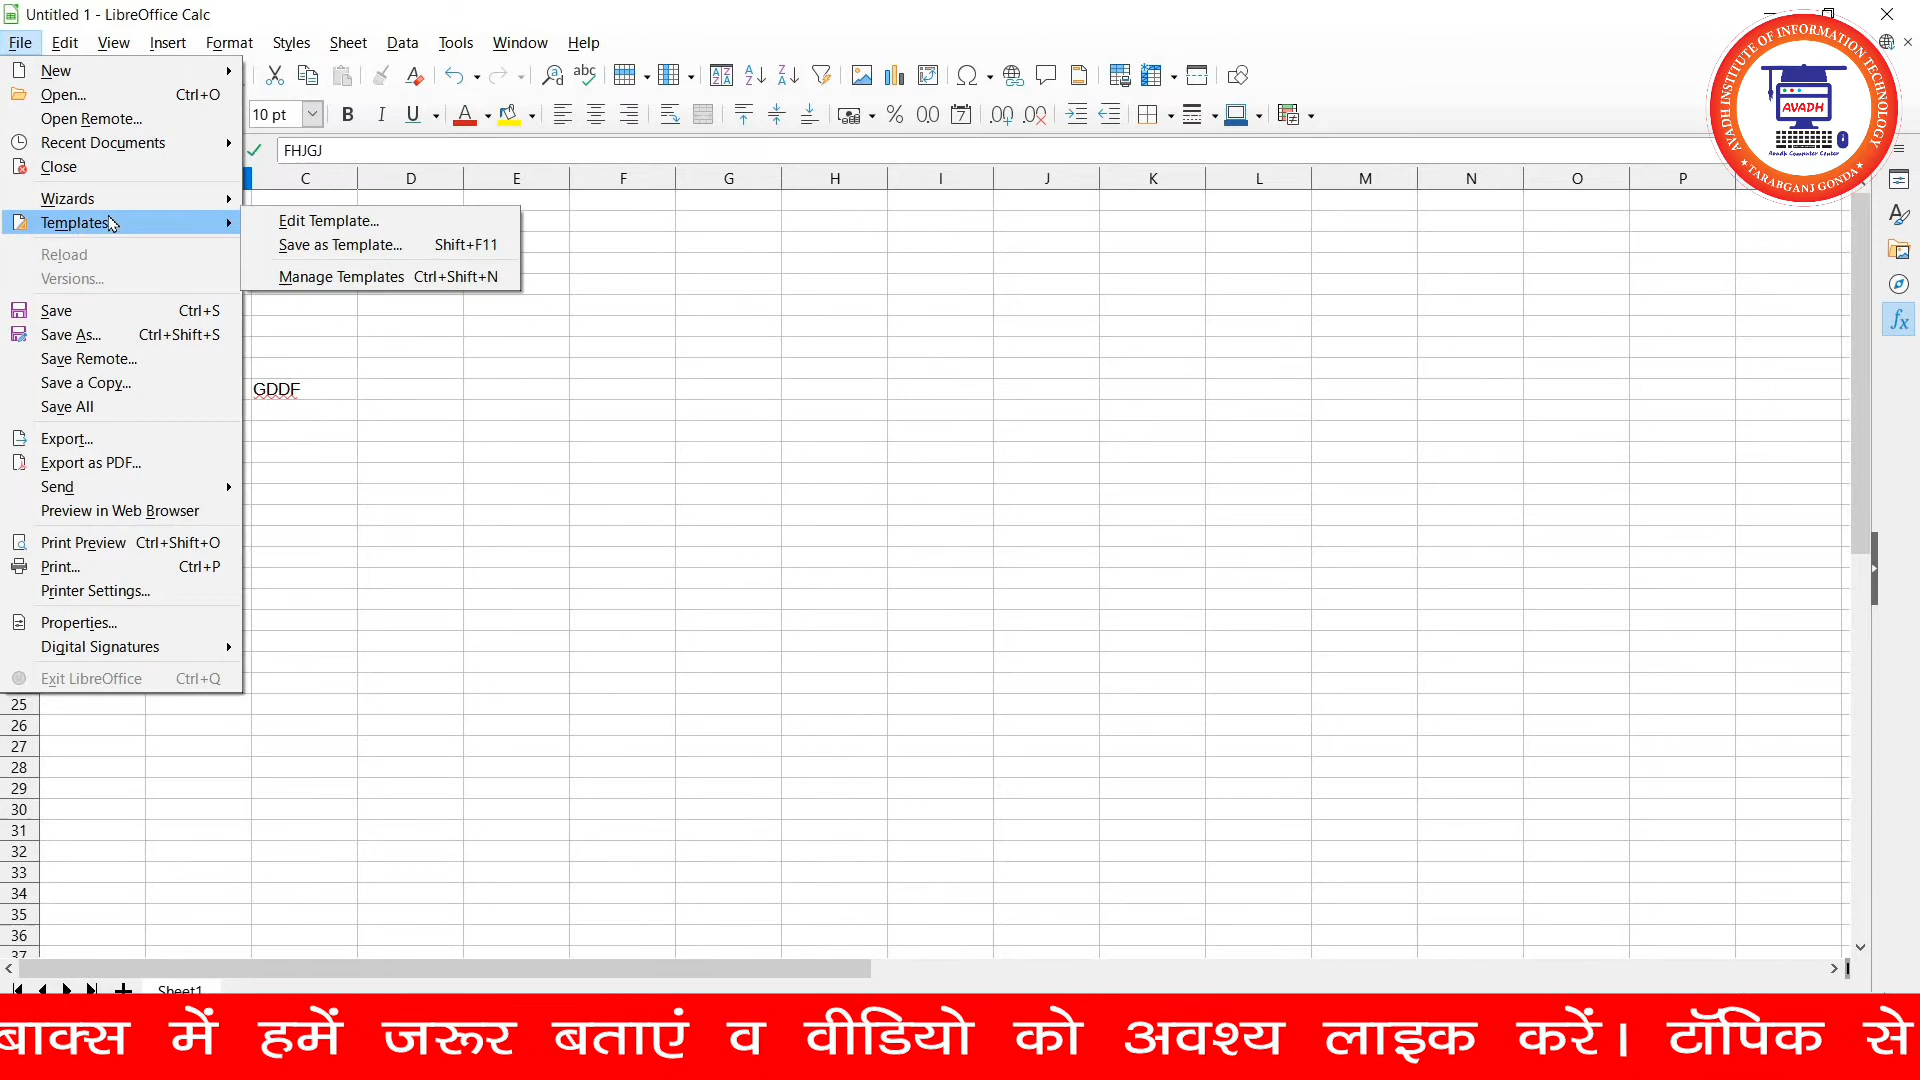 Untitled 1 - LibreOffice Calc
File Edit View Insert Format Styles Sheet Data Tools Window Help
New
Open... Ctrl+O
Open Remote...
Recent Documents
Close
Wizards
Templates
Reload
Versions...
Save Ctrl+S
Save As... Ctrl+Shift+S
Save Remote...
Save a Copy...
Save All
Export...
Export as PDF...
Send
Preview in Web Browser
Print Preview Ctrl+Shift+O
Print... Ctrl+P
Printer Settings...
Properties...
Digital Signatures
Exit LibreOffice Ctrl+Q
Edit Template...
Save as Template... Shift+F11
Manage Templates Ctrl+Shift+N
10 pt
FHJGJ
C D E F G H I J K L M N O P
GDDF
25
26
27
28
29
30
31
32
33
34
35
36
37
Sheet1
AVADH INSTITUTE OF INFORMATION TECHNOLOGY
AVADH
Avadh Computer Center
TARABGANJ GONDA
बाक्स में हमें जरूर बताएं व वीडियो को अवश्य लाइक करें। टॉपिक से